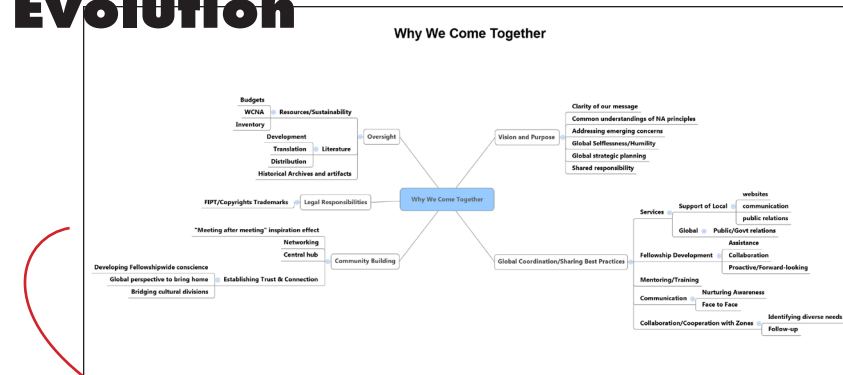 Evolution
Why We Come Together
Budgets
WCNA
Inventory
Resources/Sustainability
Development
Translation
Distribution
Literature
Historical Archives and artifacts
Oversight
FIPT/Copyrights Trademarks
Legal Responsibilities
"Meeting after meeting" inspiration effect
Networking
Central hub
Developing Fellowshipwide conscience
Global perspective to bring home
Bridging cultural divisions
Establishing Trust & Connection
Community Building
Why We Come Together
Vision and Purpose
Clarity of our message
Common understandings of NA principles
Addressing emerging concerns
Global Selflessness/Humility
Global strategic planning
Shared responsibility
Global Coordination/Sharing Best Practices
Services
Support of Local
websites
communication
public relations
Global
Public/Govt relations
Fellowship Development
Assistance
Collaboration
Proactive/Forward-looking
Mentoring/Training
Communication
Nurturing Awareness
Face to Face
Collaboration/Cooperation with Zones
Identifying diverse needs
Follow-up